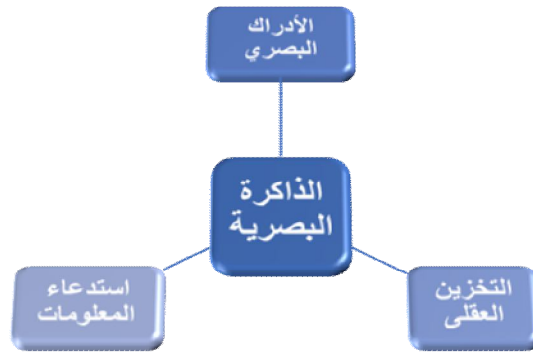 الأدراك
البصري
الذاكرة
البصرية
التخزين
العقلى
استدعاء
المعلومات